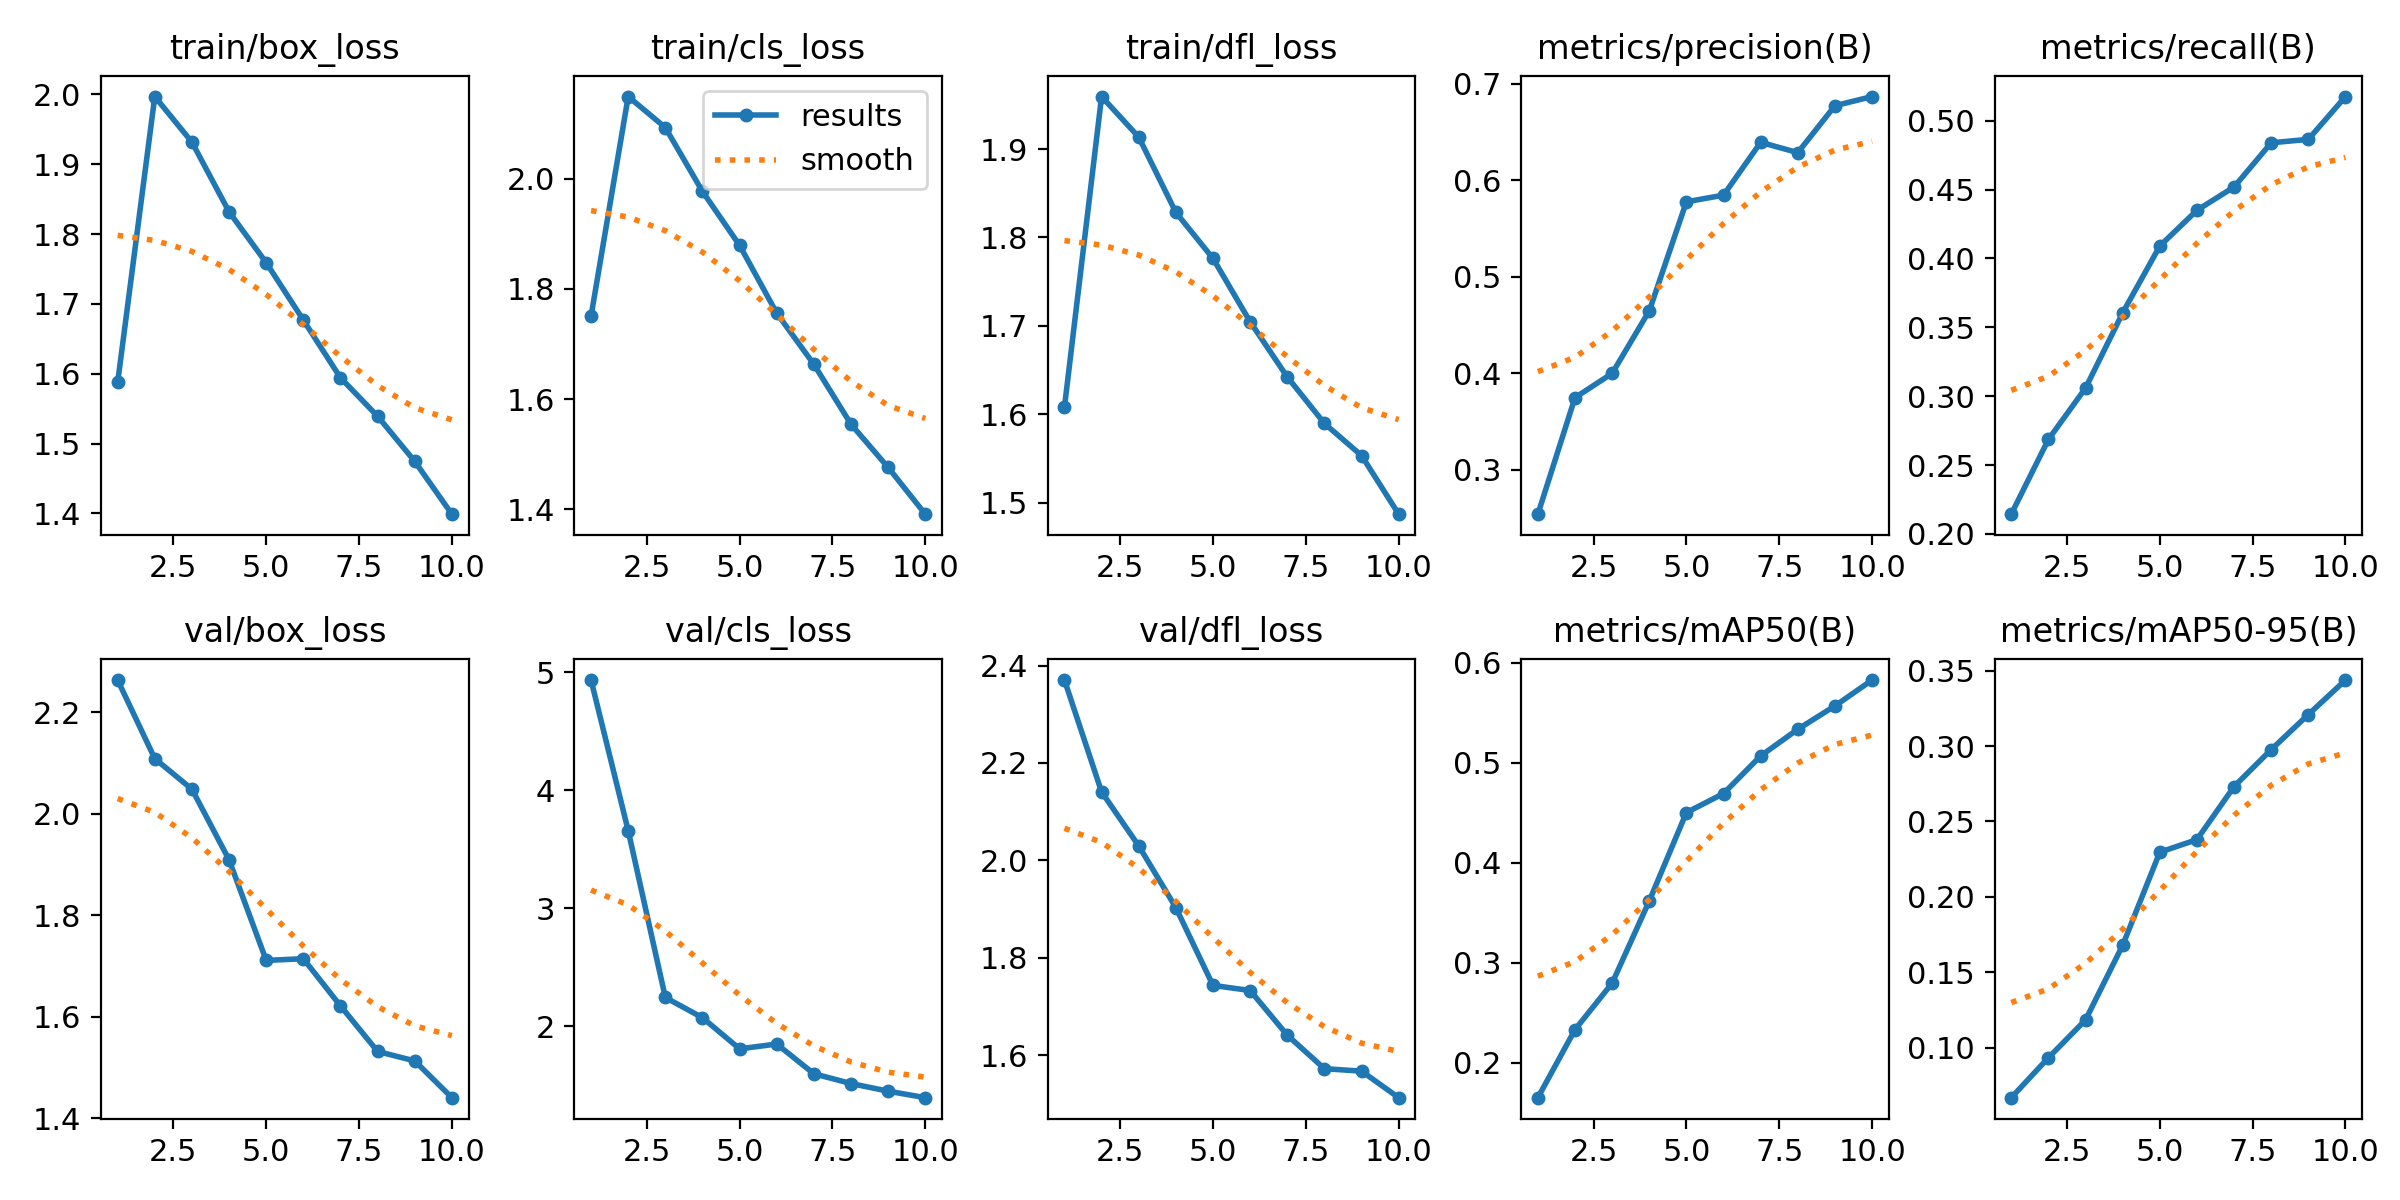 train/box_loss
2.0
1.9
1.8
1.7
1.6
1.5
1.4
2.5 5.0 7.5 10.0
train/cls_loss
results
smooth
2.0
1.8
1.6
1.4
2.5 5.0 7.5 10.0
train/dfl_loss
1.9
1.8
1.7
1.6
1.5
2.5 5.0 7.5 10.0
metrics/precision(B)
0.7
0.6
0.5
0.4
0.3
2.5 5.0 7.5 10.0
metrics/recall(B)
0.50
0.45
0.40
0.35
0.30
0.25
0.20
2.5 5.0 7.5 10.0
val/box_loss
2.2
2.0
1.8
1.6
1.4
2.5 5.0 7.5 10.0
val/cls_loss
5
4
3
2
2.5 5.0 7.5 10.0
val/dfl_loss
2.4
2.2
2.0
1.8
1.6
2.5 5.0 7.5 10.0
metrics/mAP50(B)
0.6
0.5
0.4
0.3
0.2
2.5 5.0 7.5 10.0
metrics/mAP50-95(B)
0.35
0.30
0.25
0.20
0.15
0.10
2.5 5.0 7.5 10.0